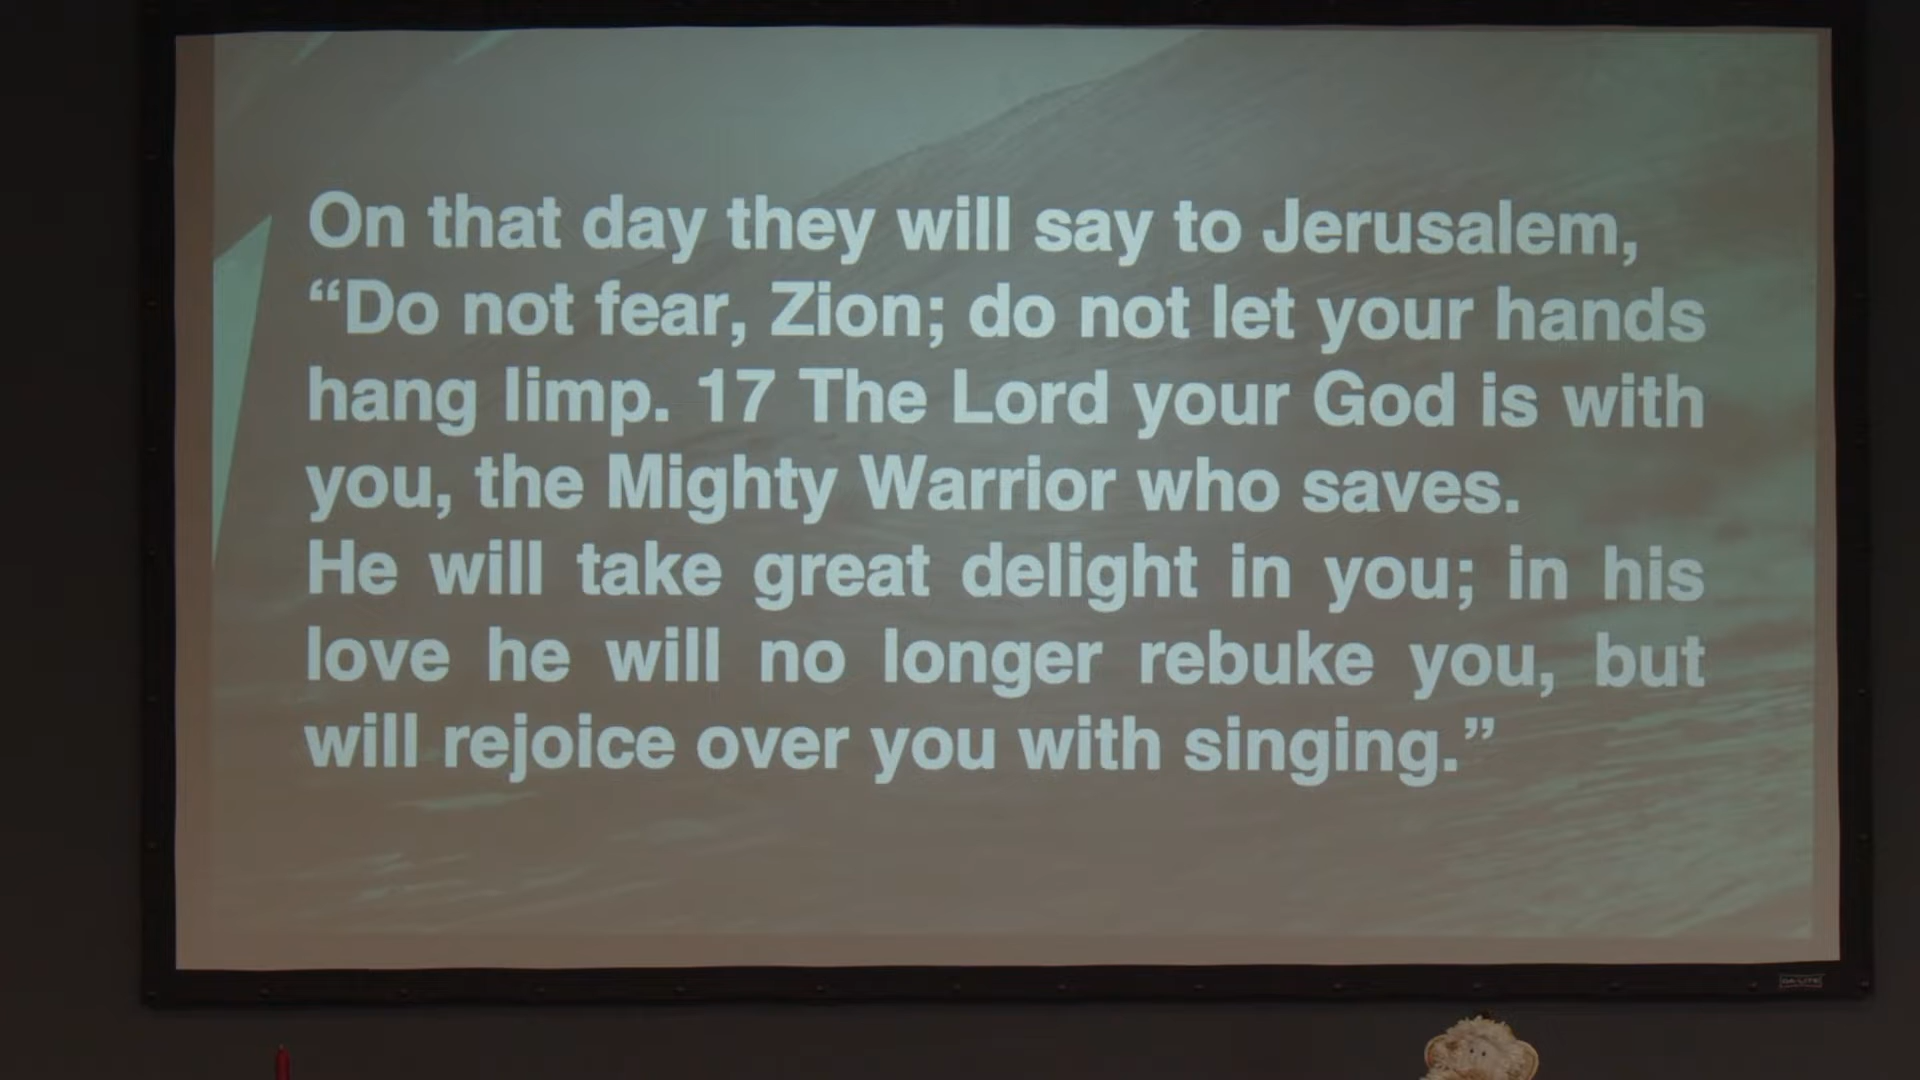 On that day they will say to Jerusalem,
“Do not fear, Zion; do not let your hands
hang limp. 17 The Lord your God is with
you, the Mighty Warrior who saves.
He will take great delight in you; in his
love he will no longer rebuke you, but
will rejoice over you with singing.”
DA-LITE